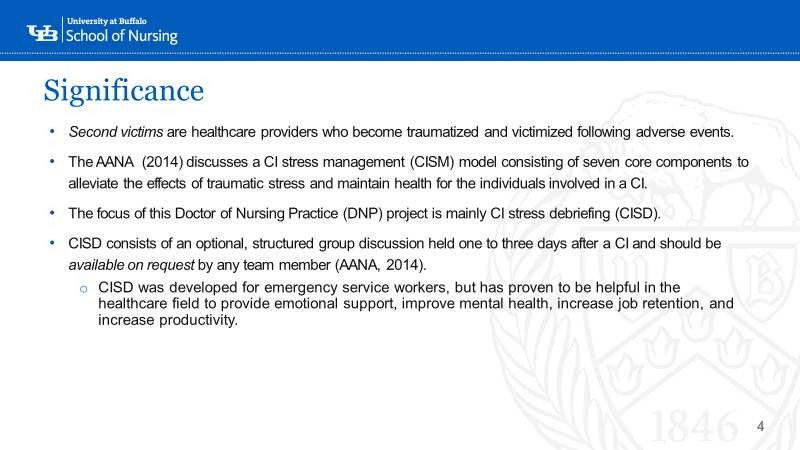 University at Buffalo
School of Nursing
Significance
• Second victims are healthcare providers who become traumatized and victimized following adverse events.
• The AANA (2014) discusses a CI stress management (CISM) model consisting of seven core components to
alleviate the effects of traumatic stress and maintain health for the individuals involved in a CI.
• The focus of this Doctor of Nursing Practice (DNP) project is mainly CI stress debriefing (CISD).
• CISD consists of an optional, structured group discussion held one to three days after a CI and should be
available on request by any team member (AANA, 2014).
o CISD was developed for emergency service workers, but has proven to be helpful in the
healthcare field to provide emotional support, improve mental health, increase job retention, and
increase productivity.
1846
4